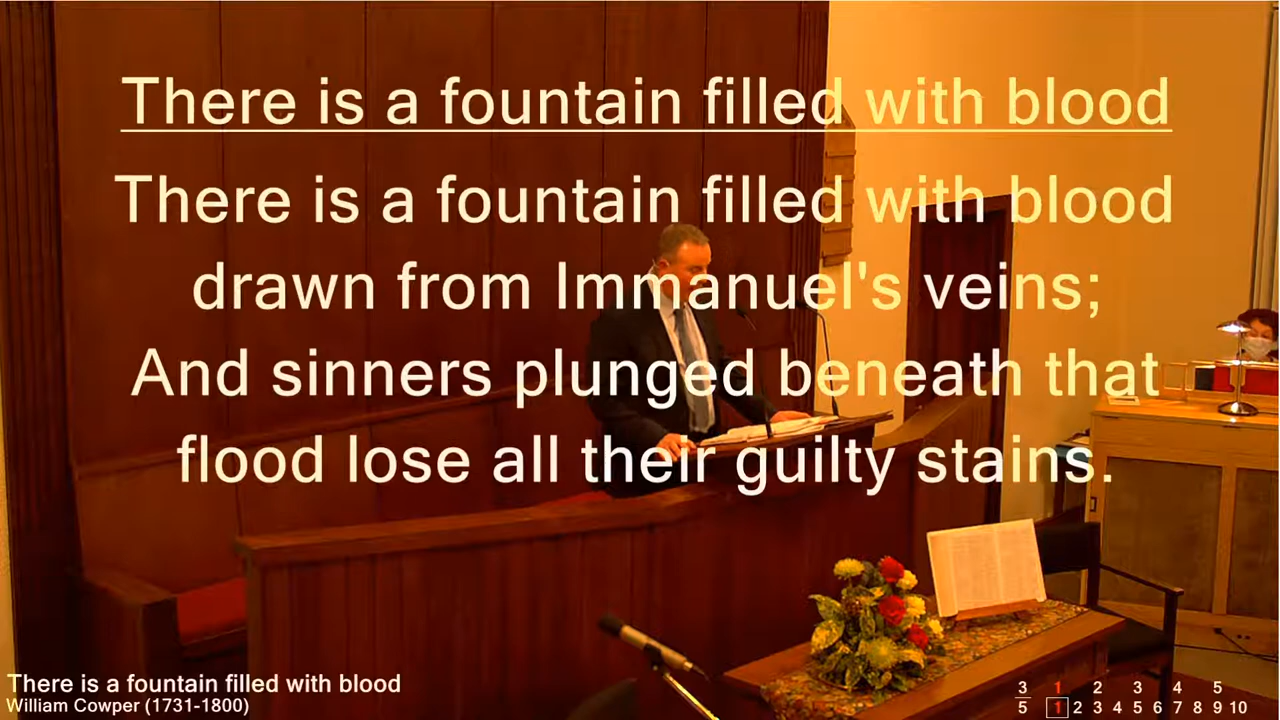 There is a fountain filled with blood
There is a fountain filled with blood
drawn from Immanuel's veins;
And sinners plunged beneath that
flood lose all their guilty stains.
There is a fountain filled with blood
William Cowper (1731-1800)
3 1 2 3 4 5
5 1 2 3 4 5 6 7 8 9 10